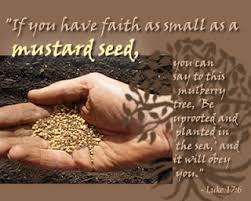 "If you have faith as small as a
mustard seed,
you can
say to this
mulberry
tree, 'Be
uprooted and
planted in
the sea,' and
it will obey
you."
~ Luke 17:6